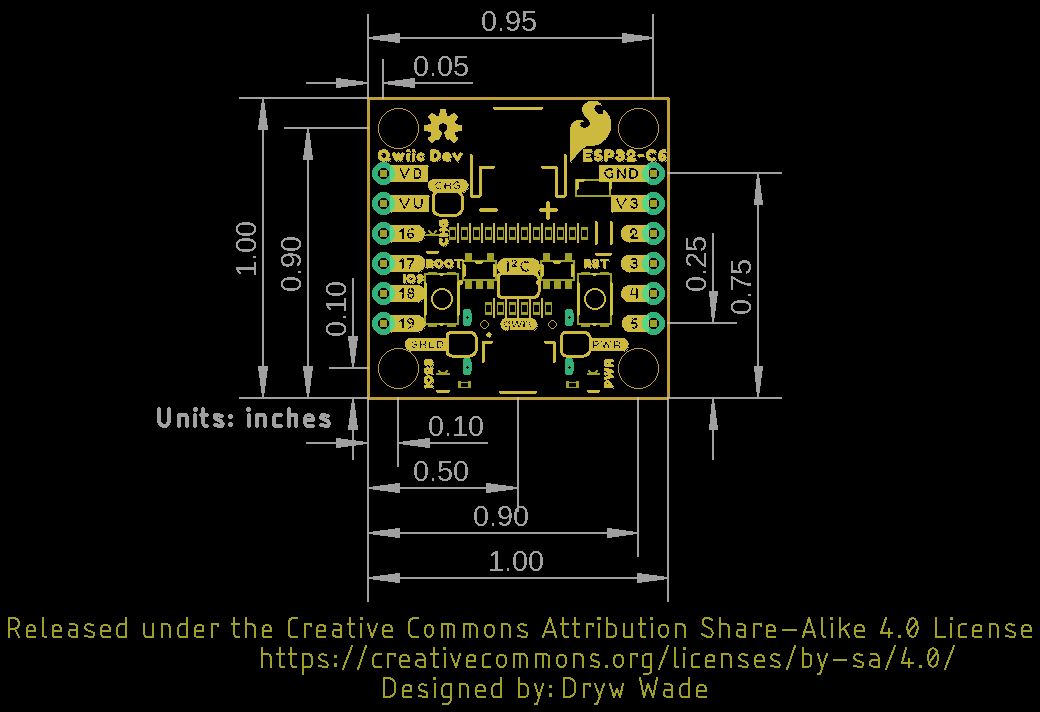 0.95
0.05
Qwiic Dev
ESP32-C6
VB
GND
CHG
VU
V3
16
CHG
2
17
BOOT
I²C
RST
3
IO9
18
4
19
5
SHLD
PWR
IO23
PWR
1.00
0.90
0.10
0.25
0.75
Units: inches
0.10
0.50
0.90
1.00
Released under the Creative Commons Attribution Share-Alike 4.0 License
https://creativecommons.org/licenses/by-sa/4.0/
Designed by: Dryw Wade